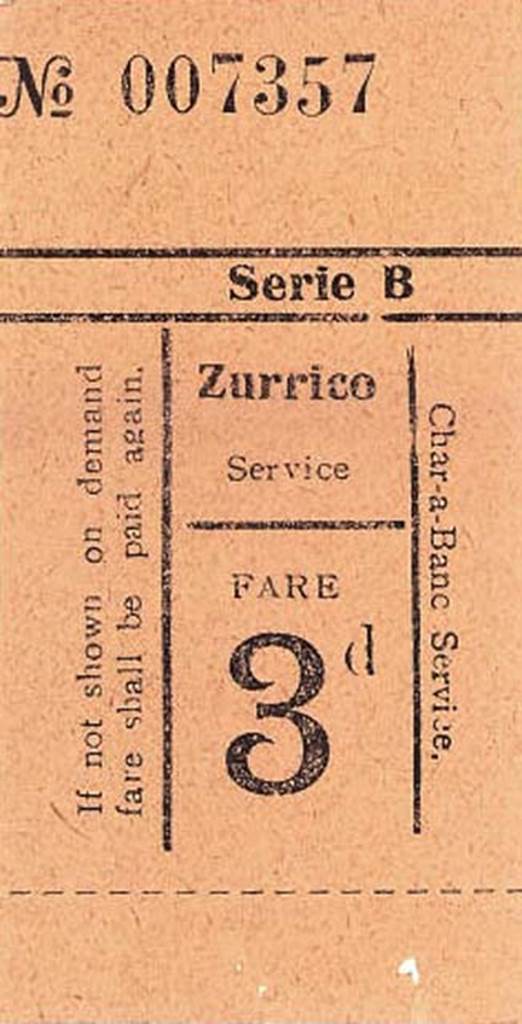 № 007357
Serie B
If not shown on demand
fare shall be paid again.
Zurrico
Service
FARE
3d
Char-a-Banc Service.